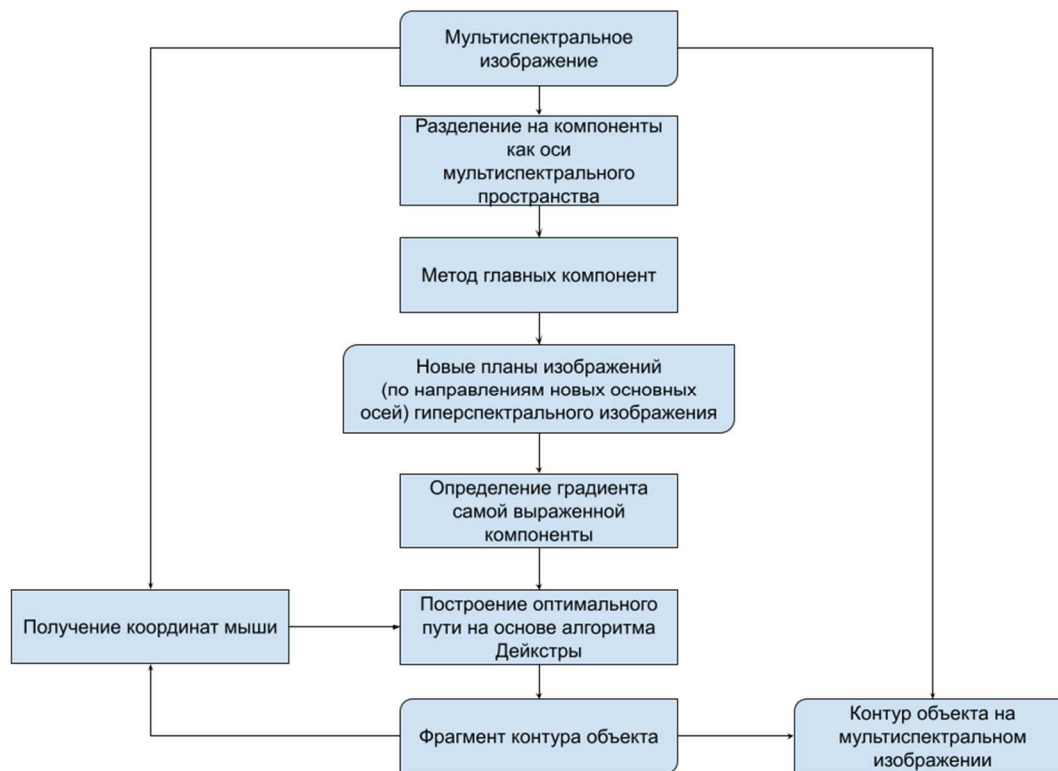 Мультиспектральное
изображение
Разделение на компоненты
как оси
мультиспектрального
пространства
Метод главных компонент
Новые планы изображений
(по направлениям новых основных
осей) гиперспектрального изображения
Определение градиента
самой выраженной
компоненты
Получение координат мыши
Построение оптимального
пути на основе алгоритма
Дейкстры
Фрагмент контура объекта
Контур объекта на
мультиспектральном
изображении